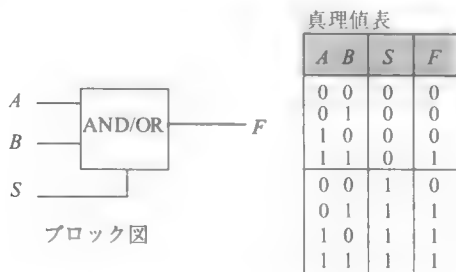 A
B
S
AND/OR
F
ブロック図
真理値表
A B S F
0 0 0 0
0 1 0 0
1 0 0 0
1 1 0 1
0 0 1 0
0 1 1 1
1 0 1 1
1 1 1 1